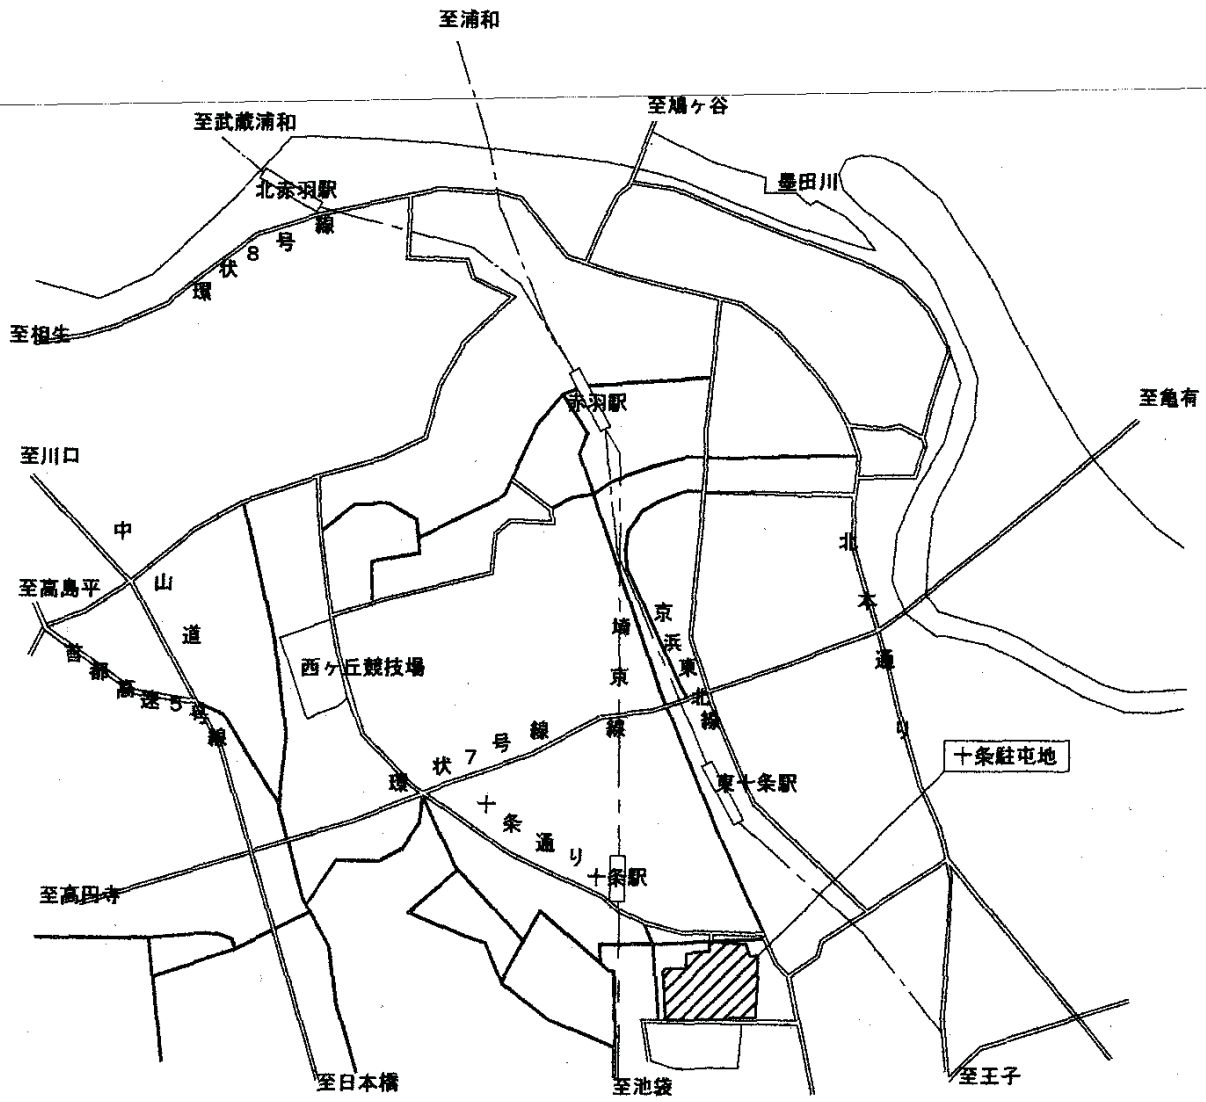 至浦和
至鳩ヶ谷
至武蔵浦和
墨田川
北赤羽駅
環状8号線
至相生
赤羽駅
至亀有
至川口
中山道
北本通り
至高島平
京浜東北線
埼京線
首都高速5号線
西ヶ丘競技場
環状7号線
十条駐屯地
東十条駅
十条通り
十条駅
至高円寺
至日本橋
至池袋
至王子